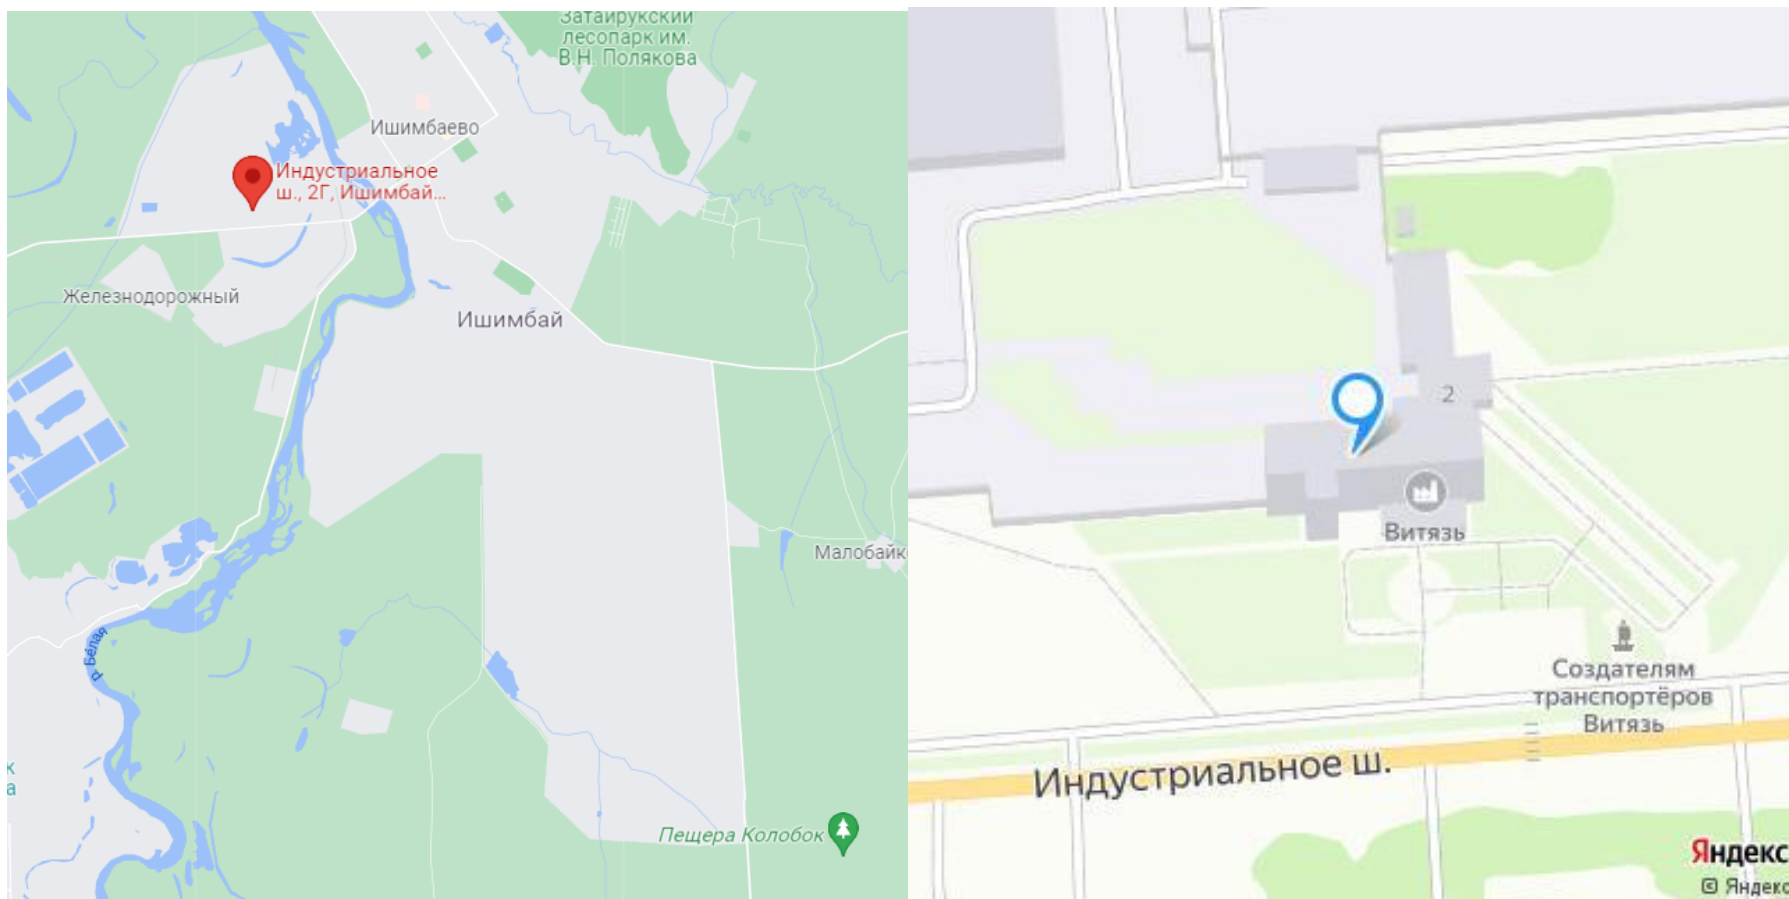 Затайрукский
лесопарк им.
В.Н. Полякова
Ишимбаево
Индустриальное
ш., 2Г, Ишимбай...
Железнодорожный
Ишимбай
Малобайк
р. Белая
к
а
Пещера Колобок
2
Витязь
Создателям
транспортёров
Витязь
Индустриальное ш.
Яндекс
© Яндекс